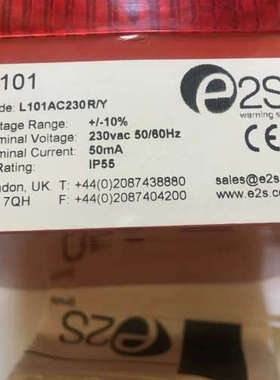 101
e2S
warning s
de: L101AC230R/Y
tage Range: +/-10%
minal Voltage: 230vac 50/60Hz
minal Current: 50mA
Rating: IP55
CE
ndon, UK T: +44(0)2087438880
7QH F: +44(0)2087404200
sales@e2s
www.e2s.c
e2S